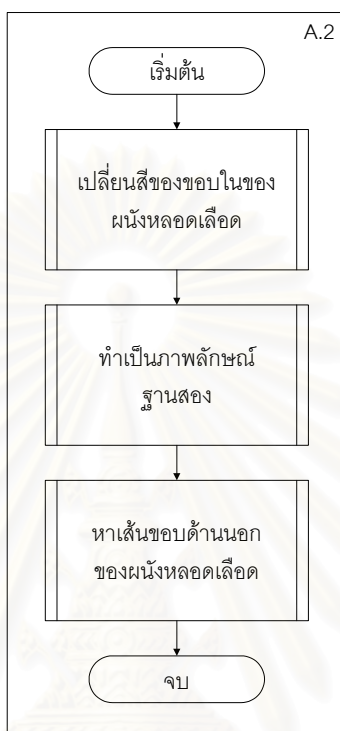 A.2
เริ่มต้น
เปลี่ยนสีของขอบในของ
ผนังหลอดเลือด
ทำเป็นภาพลักษณ์
ฐานสอง
หาเส้นขอบด้านนอก
ของผนังหลอดเลือด
จบ